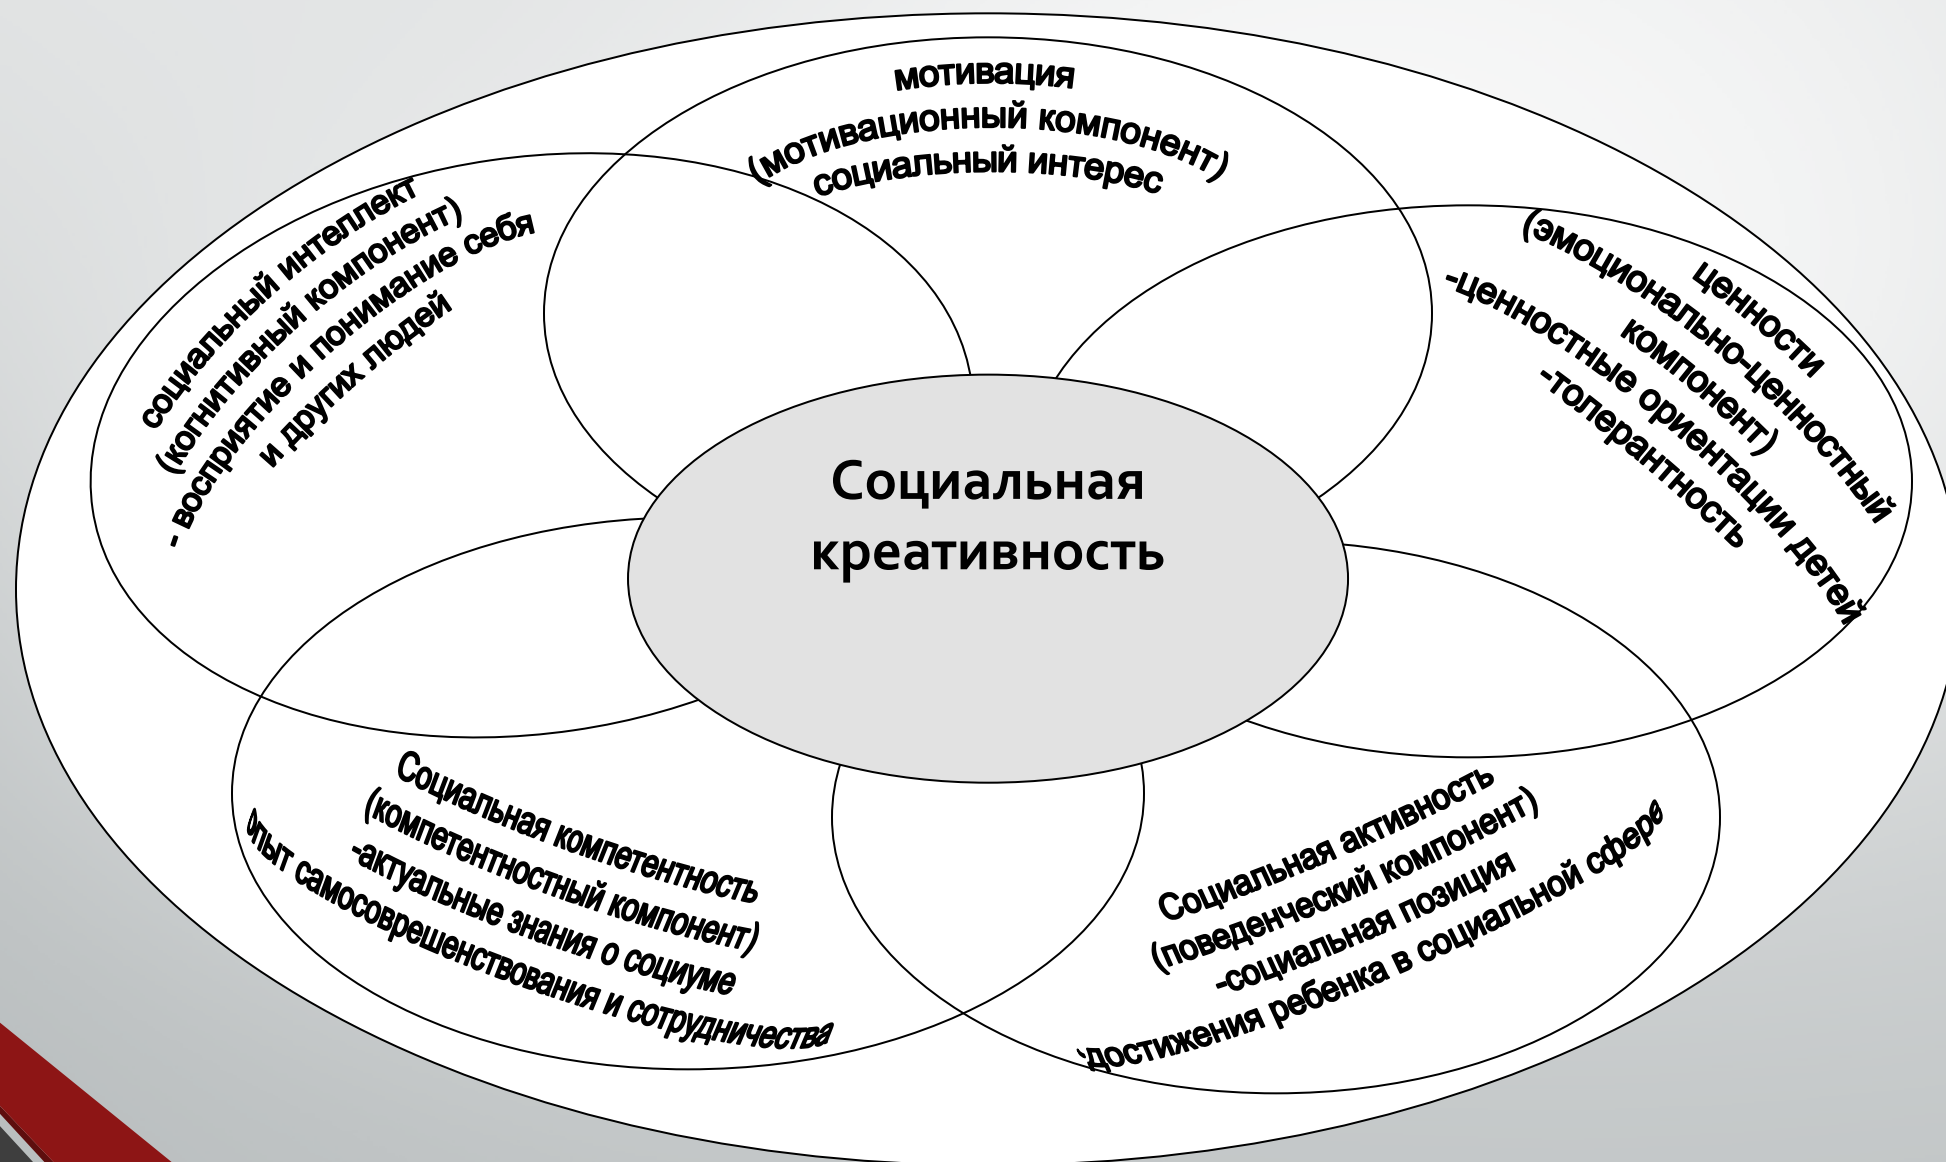 мотивация
(мотивационный компонент)
социальный интерес
социальный интеллект
(когнитивный компонент)
- восприятие и понимание себя
и других людей
ценности
(эмоционально-ценностный
компонент)
-ценностные ориентации детей
-толерантность
Социальная
креативность
Социальная компетентность
(компетентностный компонент)
-актуальные знания о социуме
опыт самосоврешенствования и сотрудничества
Социальная активность
(поведенческий компонент)
-социальная позиция
-достижения ребенка в социальной сфере